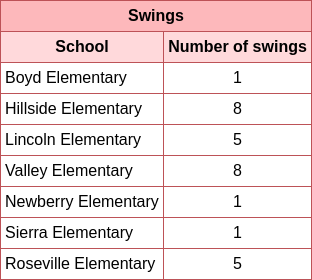 Swings
School Number of swings
Boyd Elementary 1
Hillside Elementary 8
Lincoln Elementary 5
Valley Elementary 8
Newberry Elementary 1
Sierra Elementary 1
Roseville Elementary 5